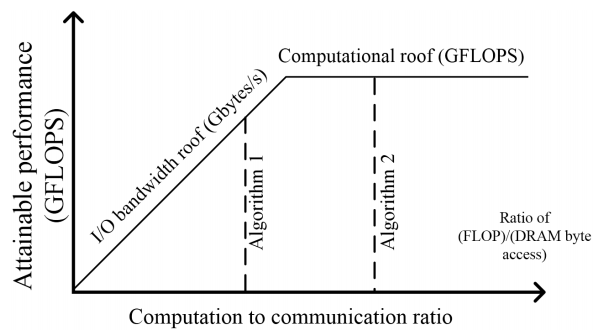 Attainable performance
(GFLOPS)
I/O bandwidth roof (Gbytes/s)
Computational roof (GFLOPS)
Algorithm 1
Algorithm 2
Ratio of
(FLOP)/(DRAM byte
access)
Computation to communication ratio